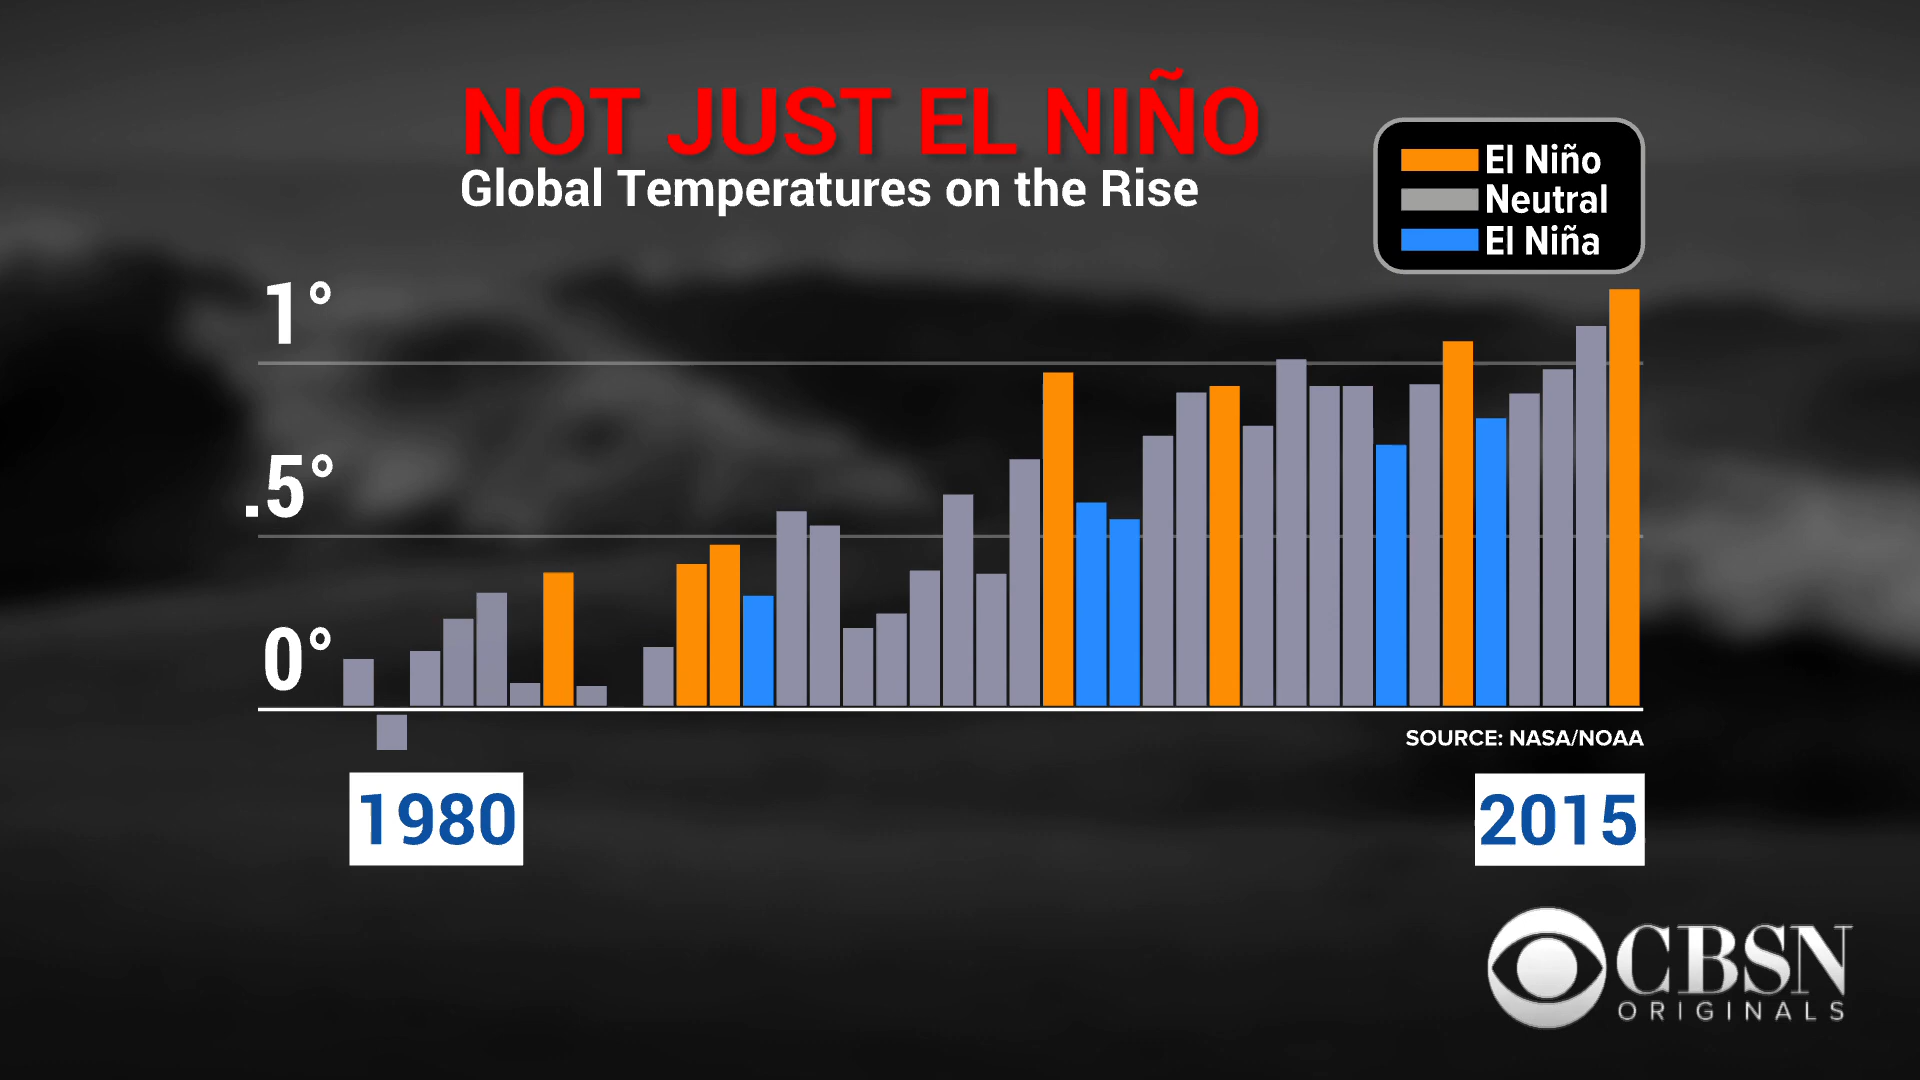 NOT JUST EL NIÑO
Global Temperatures on the Rise
El Niño
Neutral
El Niña
1°
.5°
0°
SOURCE: NASA/NOAA
1980
2015
CBSN
ORIGINALS